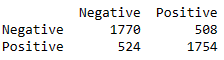 Negative Positive
Negative 1770 508
Positive 524 1754